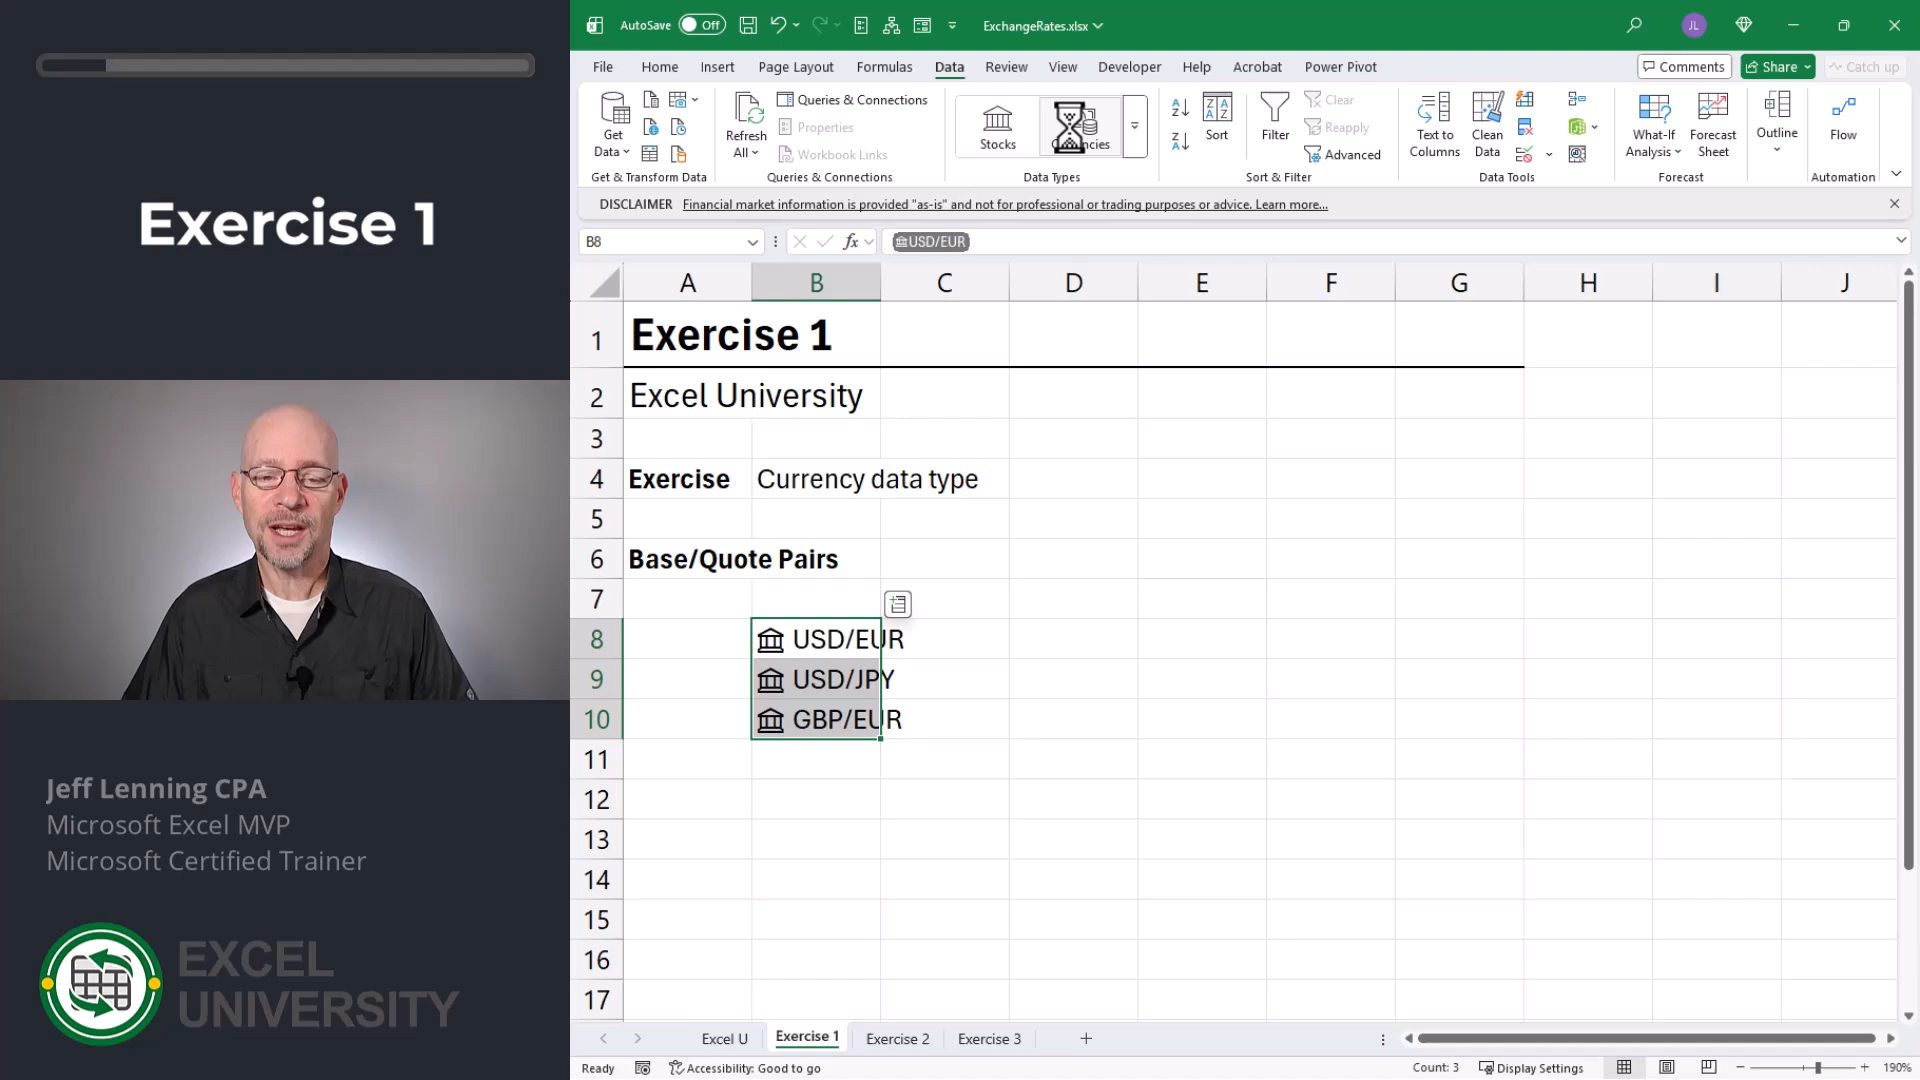 Exercise 1
Jeff Lenning CPA
Microsoft Excel MVP
Microsoft Certified Trainer
EXCEL
UNIVERSITY
AutoSave Off
ExchangeRates.xlsx
JL
File Home Insert Page Layout Formulas Data Review View Developer Help Acrobat Power Pivot
Comments Share Catch up
Get
Data
Get & Transform Data
Refresh
All
Queries & Connections
Properties
Workbook Links
Queries & Connections
Stocks
Data Types
Sort
Filter
Clear
Reapply
Advanced
Sort & Filter
Text to
Columns
Clean
Data
Data Tools
What-If
Analysis
Forecast
Sheet
Forecast
Outline
Flow
Automation
DISCLAIMER Financial market information is provided "as-is" and not for professional or trading purposes or advice. Learn more...
B8
fx
USD/EUR
A B C D E F G H I J
1 Exercise 1
2 Excel University
3
4 Exercise Currency data type
5
6 Base/Quote Pairs
7
8 USD/EUR
9 USD/JPY
10 GBP/EUR
11
12
13
14
15
16
17
Excel U Exercise 1 Exercise 2 Exercise 3
Ready Accessibility: Good to go Count: 3 Display Settings 190%